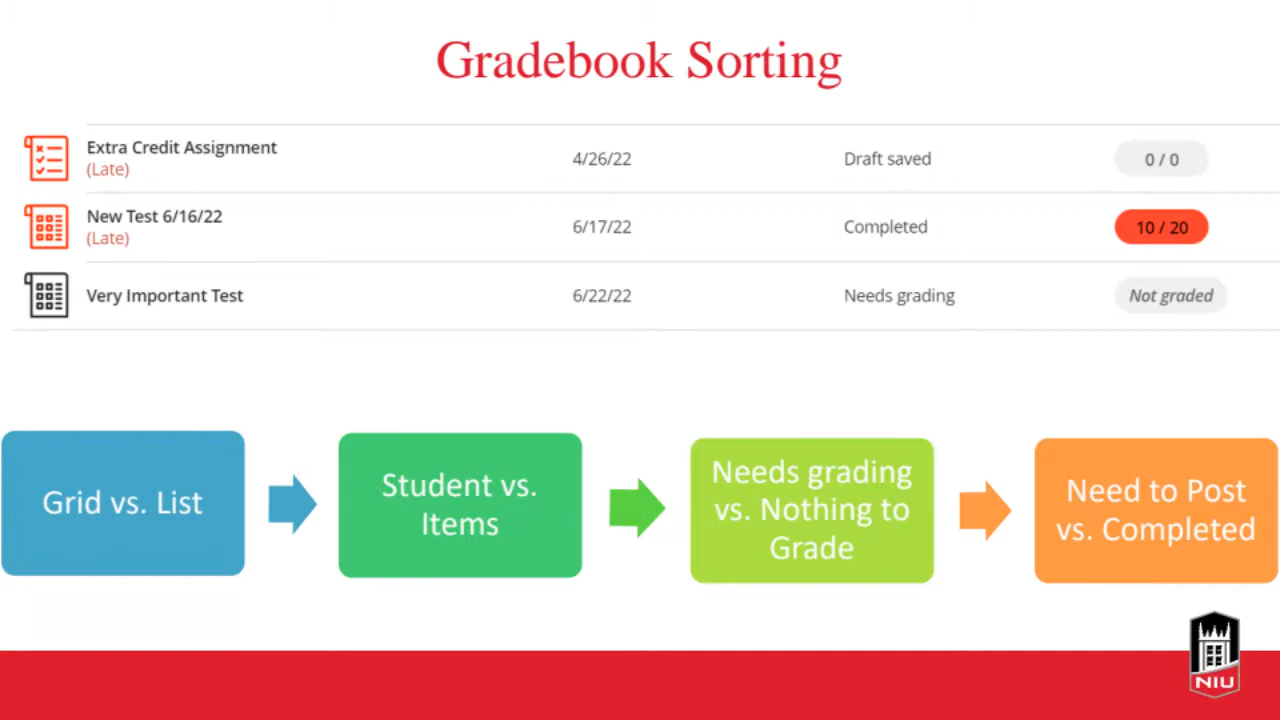 Gradebook Sorting
Extra Credit Assignment
(Late)
4/26/22
Draft saved
0 / 0
New Test 6/16/22
(Late)
6/17/22
Completed
10 / 20
Very Important Test
6/22/22
Needs grading
Not graded
Grid vs. List
Student vs.
Items
Needs grading
vs. Nothing to
Grade
Need to Post
vs. Completed
NIU